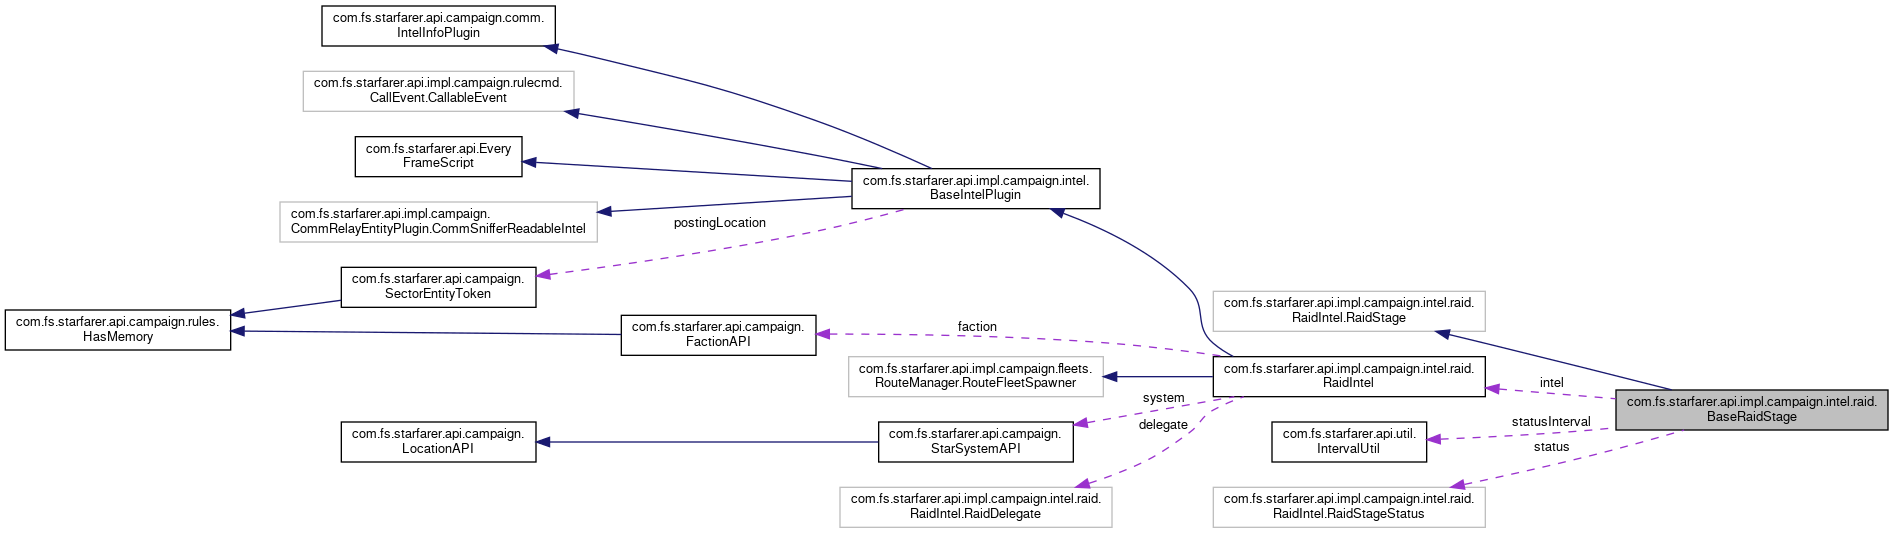 com.fs.starfarer.api.campaign.comm.
IntelInfoPlugin
com.fs.starfarer.api.impl.campaign.rulecmd.
CallEvent.CallableEvent
com.fs.starfarer.api.Every
FrameScript
com.fs.starfarer.api.impl.campaign.intel.
BaseIntelPlugin
com.fs.starfarer.api.impl.campaign.
CommRelayEntityPlugin.CommSnifferReadableIntel
postingLocation
com.fs.starfarer.api.campaign.
SectorEntityToken
com.fs.starfarer.api.campaign.rules.
HasMemory
com.fs.starfarer.api.campaign.
FactionAPI
faction
com.fs.starfarer.api.impl.campaign.intel.raid.
RaidIntel.RaidStage
com.fs.starfarer.api.impl.campaign.fleets.
RouteManager.RouteFleetSpawner
com.fs.starfarer.api.impl.campaign.intel.raid.
RaidIntel
intel
com.fs.starfarer.api.impl.campaign.intel.raid.
BaseRaidStage
system
delegate
statusInterval
status
com.fs.starfarer.api.campaign.
LocationAPI
com.fs.starfarer.api.campaign.
StarSystemAPI
com.fs.starfarer.api.util.
IntervalUtil
com.fs.starfarer.api.impl.campaign.intel.raid.
RaidIntel.RaidDelegate
com.fs.starfarer.api.impl.campaign.intel.raid.
RaidIntel.RaidStageStatus